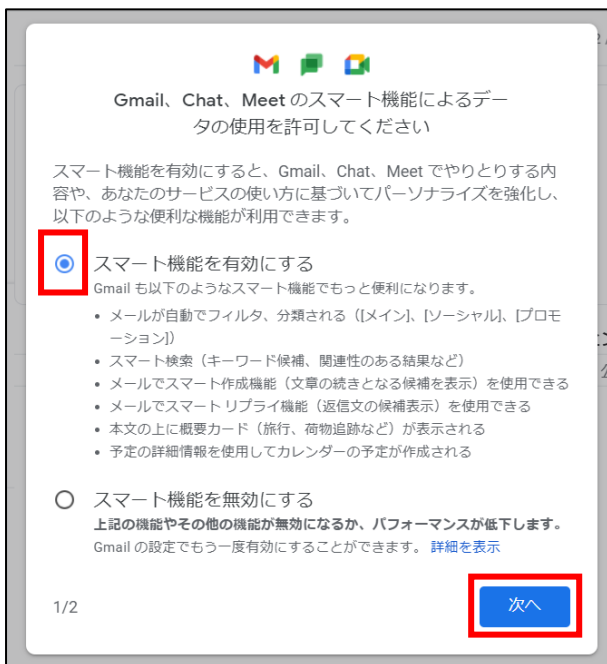 Gmail、Chat、Meet のスマート機能によるデー
タの使用を許可してください
スマート機能を有効にすると、Gmail、Chat、Meet でやりとりする内
容や、あなたのサービスの使い方に基づいてパーソナライズを強化し、
以下のような便利な機能が利用できます。
スマート機能を有効にする
Gmail も以下のようなスマート機能でもっと便利になります。
• メールが自動でフィルタ、分類される（[メイン]、[ソーシャル]、[プロモ
ーション]）
• スマート検索（キーワード候補、関連性のある結果など）
• メールでスマート作成機能（文章の続きとなる候補を表示）を使用できる
• メールでスマート リプライ機能（返信文の候補表示）を使用できる
• 本文の上に概要カード（旅行、荷物追跡など）が表示される
• 予定の詳細情報を使用してカレンダーの予定が作成される
スマート機能を無効にする
上記の機能やその他の機能が無効になるか、パフォーマンスが低下します。
Gmail の設定でもう一度有効にすることができます。 詳細を表示
1/2
次へ